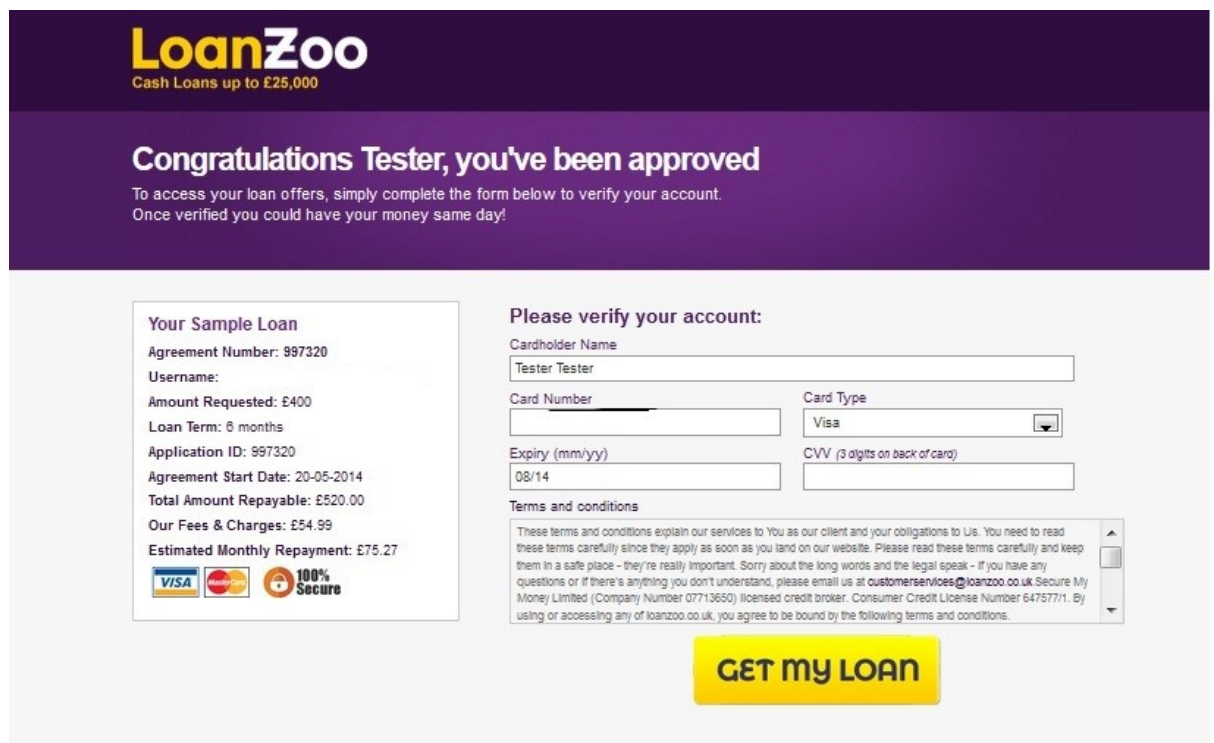 LoanZoo
Cash Loans up to £25,000
Congratulations Tester, you've been approved
To access your loan offers, simply complete the form below to verify your account.
Once verified you could have your money same day!
Your Sample Loan
Agreement Number: 997320
Username:
Amount Requested: £400
Loan Term: 6 months
Application ID: 997320
Agreement Start Date: 20-05-2014
Total Amount Repayable: £520.00
Our Fees & Charges: £54.99
Estimated Monthly Repayment: £75.27
VISA
MasterCard
100%
Secure
Please verify your account:
Cardholder Name
Tester Tester
Card Number
Card Type
Visa
Expiry (mm/yy)
CVV (3 digits on back of card)
08/14
Terms and conditions
These terms and conditions explain our services to You as our client and your obligations to Us. You need to read
these terms carefully since they apply as soon as you land on our website. Please read these terms carefully and keep
them in a safe place - they're really important. Sorry about the long words and the legal speak - if you have any
questions or if there's anything you don't understand, please email us at customerservices@loanzoo.co.uk Secure My
Money Limited (Company Number 07713650) licensed credit broker. Consumer Credit License Number 647577/1. By
using or accessing any of loanzoo.co.uk, you agree to be bound by the following terms and conditions.
GET MY LOAN